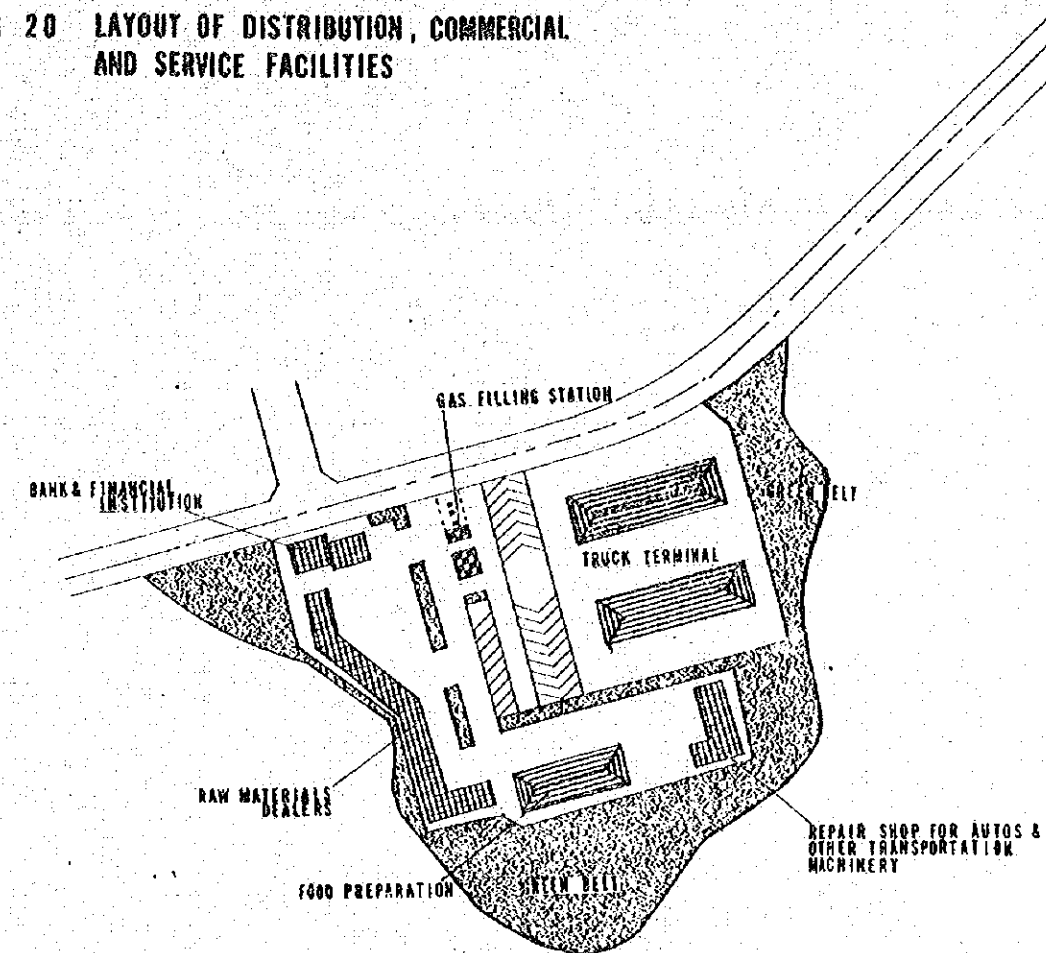 20 LAYOUT OF DISTRIBUTION, COMMERCIAL
AND SERVICE FACILITIES
GAS FILLING STATION
BANK & FINANCIAL
INSTITUTION
GREEN BELT
TRUCK TERMINAL
RAW MATERIALS
DEALERS
REPAIR SHOP FOR AUTOS &
OTHER TRANSPORTATION
MACHINERY
FOOD PREPARATION
GREEN BELT